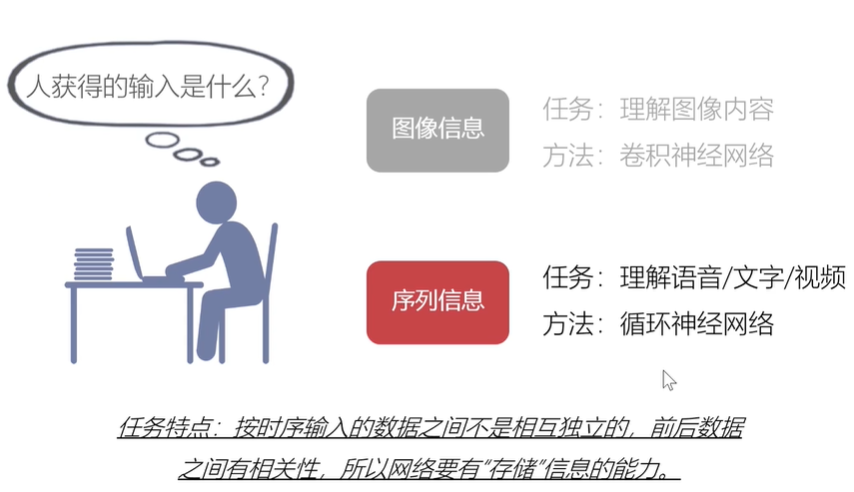 人获得的输入是什么？
图像信息
任务：理解图像内容
方法：卷积神经网络
序列信息
任务：理解语音/文字/视频
方法：循环神经网络
任务特点：按时序输入的数据之间不是相互独立的，前后数据
之间有相关性，所以网络要有“存储”信息的能力。